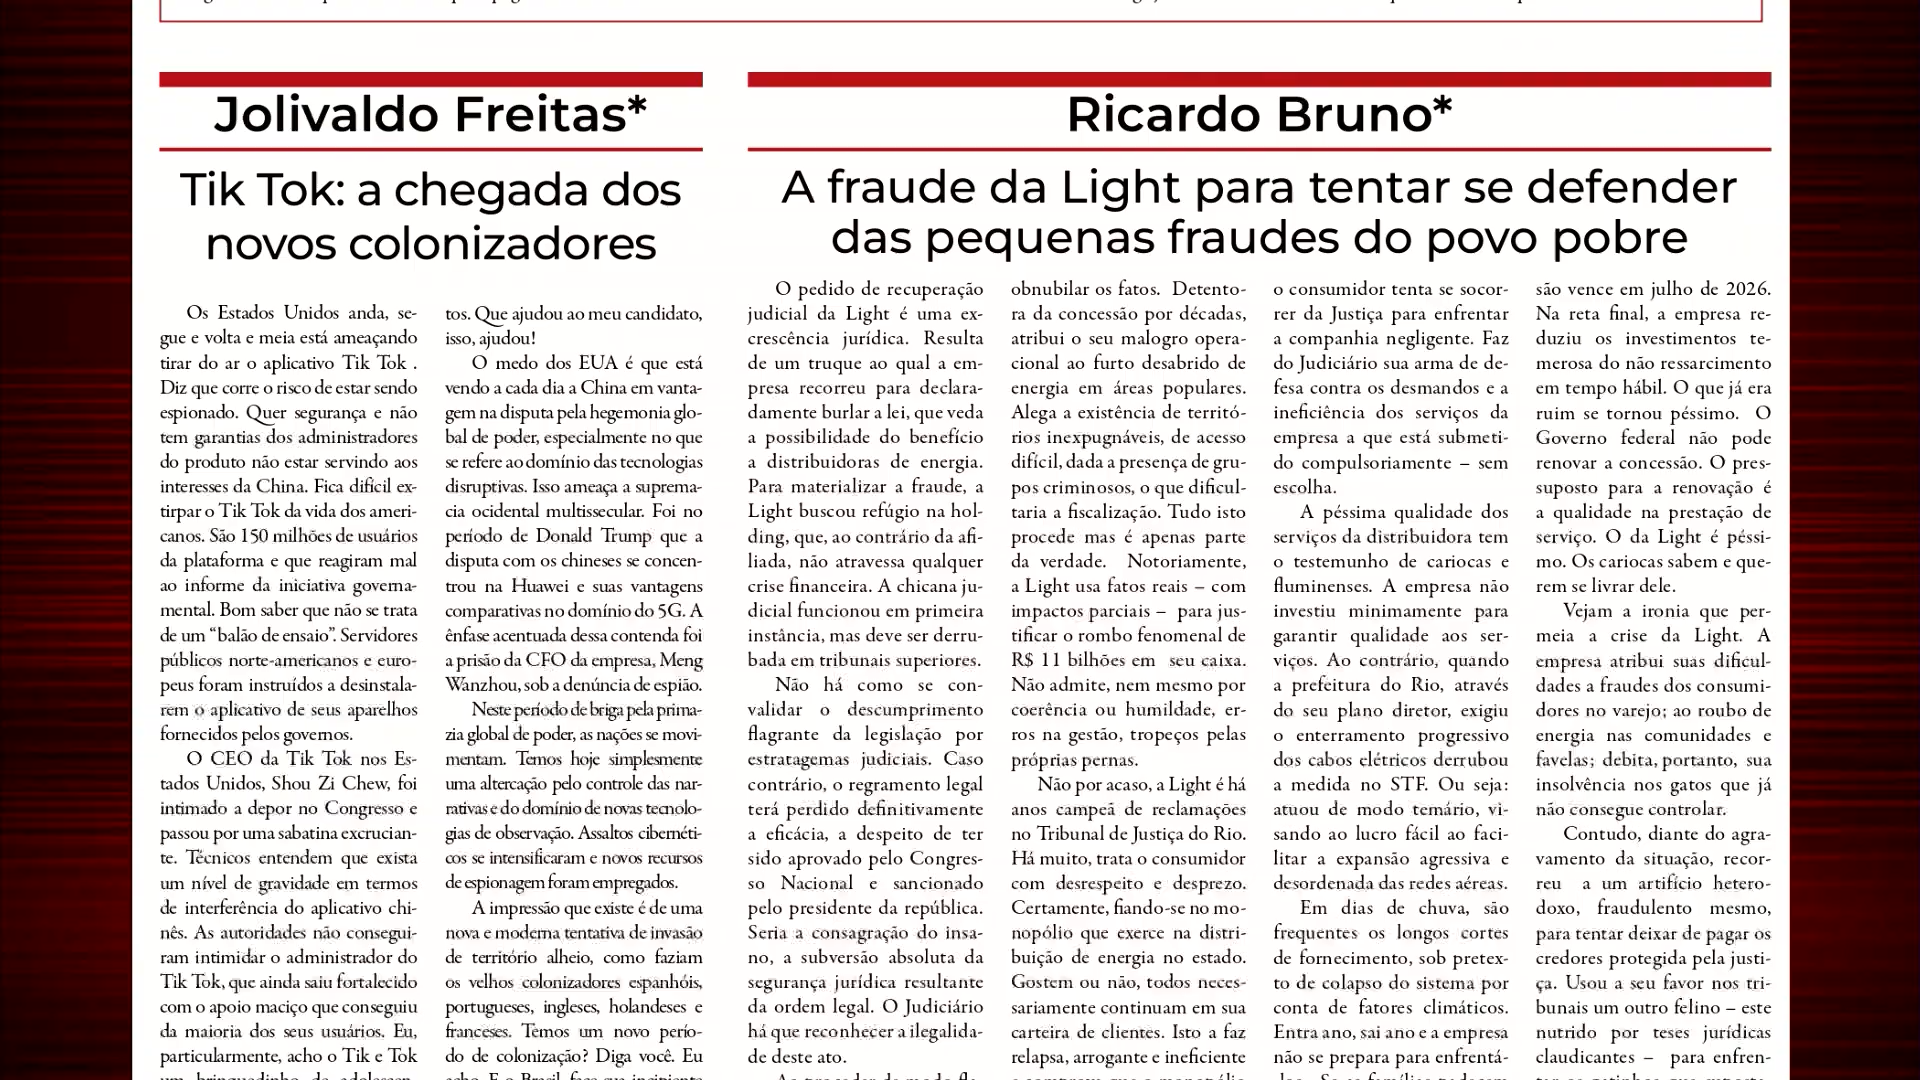 Jolivaldo Freitas*
Tik Tok: a chegada dos
novos colonizadores
Os Estados Unidos anda, se-
gue e volta e meia está ameaçando
tirar do ar o aplicativo Tik Tok .
Diz que corre o risco de estar sendo
espionado. Quer segurança e não
tem garantias dos administradores
do produto não estar servindo aos
interesses da China. Fica difícil ex-
tirpar o Tik Tok da vida dos ameri-
canos. São 150 milhões de usuários
da plataforma e que reagiram mal
ao informe da iniciativa governa-
mental. Bom saber que não se trata
de um “balão de ensaio”. Servidores
públicos norte-americanos e euro-
peus foram instruídos a desinstala-
rem o aplicativo de seus aparelhos
fornecidos pelos governos.
O CEO da Tik Tok nos Es-
tados Unidos, Shou Zi Chew, foi
intimado a depor no Congresso e
passou por uma sabatina excrucian-
te. Técnicos entendem que exista
um nível de gravidade em termos
de interferência do aplicativo chi-
nês. As autoridades não consegui-
ram intimidar o administrador do
Tik Tok, que ainda saiu fortalecido
com o apoio maciço que conseguiu
da maioria dos seus usuários. Eu,
particularmente, acho o Tik e Tok
tos. Que ajudou ao meu candidato,
isso, ajudou!
O medo dos EUA é que está
vendo a cada dia a China em vanta-
gem na disputa pela hegemonia glo-
bal de poder, especialmente no que
se refere ao domínio das tecnologias
disruptivas. Isso ameaça a suprema-
cia ocidental multissecular. Foi no
período de Donald Trump que a
disputa com os chineses se concen-
trou na Huawei e suas vantagens
comparativas no domínio do 5G. A
ênfase acentuada dessa contenda foi
a prisão da CFO da empresa, Meng
Wanzhou, sob a denúncia de espião.
Neste período de briga pela prima-
zia global de poder, as nações se movi-
mentam. Temos hoje simplesmente
uma altercação pelo controle das nar-
rativas e do domínio de novas tecnolo-
gias de observação. Assaltos cibernéti-
cos se intensificaram e novos recursos
de espionagem foram empregados.
A impressão que existe é de uma
nova e moderna tentativa de invasão
de território alheio, como faziam
os velhos colonizadores espanhóis,
portugueses, ingleses, holandeses e
franceses. Temos um novo perío-
do de colonização? Diga você. Eu
Ricardo Bruno*
A fraude da Light para tentar se defender
das pequenas fraudes do povo pobre
O pedido de recuperação
judicial da Light é uma ex-
crescência jurídica. Resulta
de um truque ao qual a em-
presa recorreu para declara-
damente burlar a lei, que veda
a possibilidade do benefício
a distribuidoras de energia.
Para materializar a fraude, a
Light buscou refúgio na hol-
ding, que, ao contrário da afi-
liada, não atravessa qualquer
crise financeira. A chicana ju-
dicial funcionou em primeira
instância, mas deve ser derru-
bada em tribunais superiores.
Não há como se con-
validar o descumprimento
flagrante da legislação por
estratagemas judiciais. Caso
contrário, o regramento legal
terá perdido definitivamente
a eficácia, a despeito de ter
sido aprovado pelo Congres-
so Nacional e sancionado
pelo presidente da república.
Seria a consagração do insa-
no, a subversão absoluta da
segurança jurídica resultante
da ordem legal. O Judiciário
há que reconhecer a ilegalida-
de deste ato.
obnubilar os fatos. Detento-
ra da concessão por décadas,
atribui o seu malogro opera-
cional ao furto desabrido de
energia em áreas populares.
Alega a existência de territó-
rios inexpugnáveis, de acesso
difícil, dada a presença de gru-
pos criminosos, o que dificul-
taria a fiscalização. Tudo isto
procede mas é apenas parte
da verdade. Notoriamente,
a Light usa fatos reais – com
impactos parciais – para jus-
tificar o rombo fenomenal de
R$ 11 bilhões em seu caixa.
Não admite, nem mesmo por
coerência ou humildade, er-
ros na gestão, tropeços pelas
próprias pernas.
Não por acaso, a Light é há
anos campeã de reclamações
no Tribunal de Justiça do Rio.
Há muito, trata o consumidor
com desrespeito e desprezo.
Certamente, fiando-se no mo-
nopólio que exerce na distri-
buição de energia no estado.
Gostem ou não, todos neces-
sariamente continuam em sua
carteira de clientes. Isto a faz
relapsa, arrogante e ineficiente
o consumidor tenta se socor-
rer da Justiça para enfrentar
a companhia negligente. Faz
do Judiciário sua arma de de-
fesa contra os desmandos e a
ineficiência dos serviços da
empresa a que está submeti-
do compulsoriamente – sem
escolha.
A péssima qualidade dos
serviços da distribuidora tem
o testemunho de cariocas e
fluminenses. A empresa não
investiu minimamente para
garantir qualidade aos ser-
viços. Ao contrário, quando
a prefeitura do Rio, através
do seu plano diretor, exigiu
o enterramento progressivo
dos cabos elétricos derrubou
a medida no STF. Ou seja:
atuou de modo temário, vi-
sando ao lucro fácil ao faci-
litar a expansão agressiva e
desordenada das redes aéreas.
Em dias de chuva, são
frequentes os longos cortes
de fornecimento, sob pretex-
to de colapso do sistema por
conta de fatores climáticos.
Entra ano, sai ano e a empresa
não se prepara para enfrentá-
são vence em julho de 2026.
Na reta final, a empresa re-
duziu os investimentos te-
merosa do não ressarcimento
em tempo hábil. O que já era
ruim se tornou péssimo. O
Governo federal não pode
renovar a concessão. O pres-
suposto para a renovação é
a qualidade na prestação de
serviço. O da Light é péssi-
mo. Os cariocas sabem e que-
rem se livrar dele.
Vejam a ironia que per-
meia a crise da Light. A
empresa atribui suas dificul-
dades a fraudes dos consumi-
dores no varejo; ao roubo de
energia nas comunidades e
favelas; debita, portanto, sua
insolvência nos gatos que já
não consegue controlar.
Contudo, diante do agra-
vamento da situação, recor-
reu a um artifício hetero-
doxo, fraudulento mesmo,
para tentar deixar de pagar os
credores protegida pela justi-
ça. Usou a seu favor nos tri-
bunais um outro felino – este
nutrido por teses jurídicas
claudicantes – para enfren-